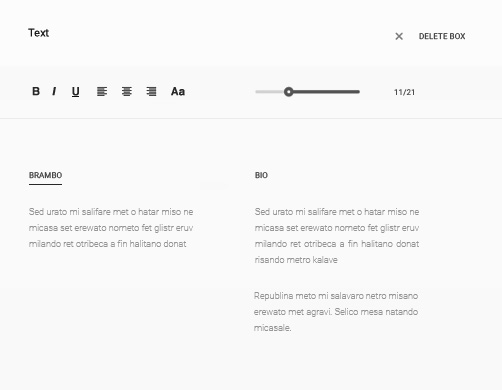 Text
DELETE BOX
B I U Aa
11/21
BRAMBO
Sed urato mi salifare met o hatar miso ne
micasa set erewato nometo fet glistr eruv
milando ret otribeca a fin halitano donat
BIO
Sed urato mi salifare met o hatar miso ne
micasa set erewato nometo fet glistr eruv
milando ret otribeca a fin halitano donat
risando metro kalave
Republina meto mi salavaro netro misano
erewato met agravi. Selico mesa natando
micasale.